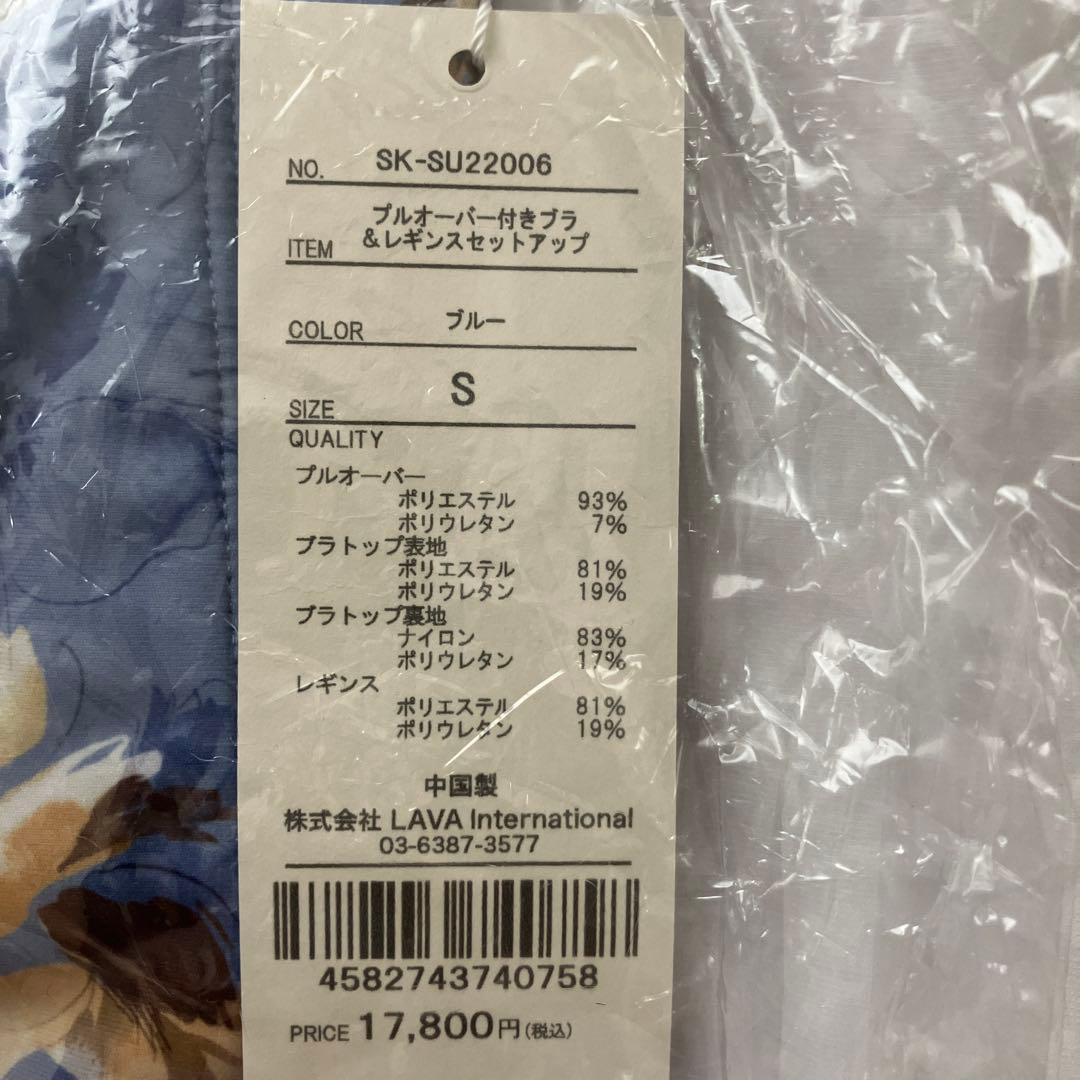 NO. SK-SU22006
プルオーバー付きブラ
ITEM &レギンスセットアップ
COLOR ブルー
SIZE S
QUALITY
プルオーバー
ポリエステル 93%
ポリウレタン 7%
ブラトップ表地
ポリエステル 81%
ポリウレタン 19%
ブラトップ裏地
ナイロン 83%
ポリウレタン 17%
レギンス
ポリエステル 81%
ポリウレタン 19%
中国製
株式会社 LAVA International
03-6387-3577
4582743740758
PRICE 17,800円(税込)